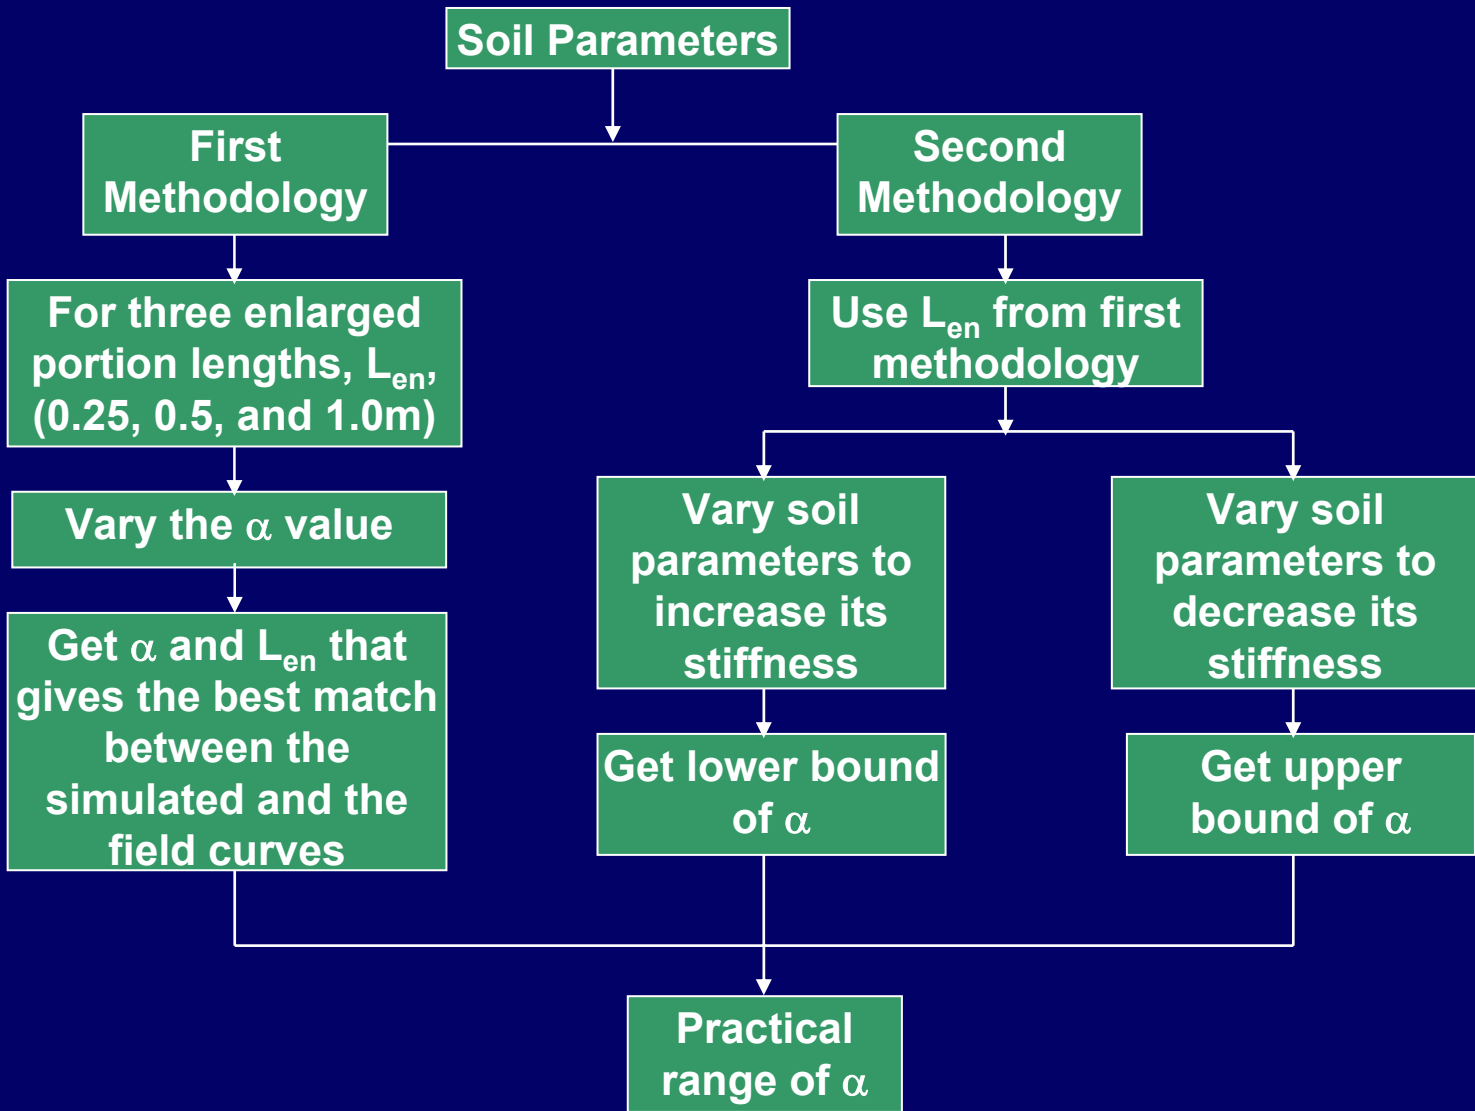 Soil Parameters
First
Methodology
Second
Methodology
For three enlarged
portion lengths, Len,
(0.25, 0.5, and 1.0m)
Use Len from first
methodology
Vary the α value
Vary soil
parameters to
increase its
stiffness
Vary soil
parameters to
decrease its
stiffness
Get α and Len that
gives the best match
between the
simulated and the
field curves
Get lower bound
of α
Get upper
bound of α
Practical
range of α